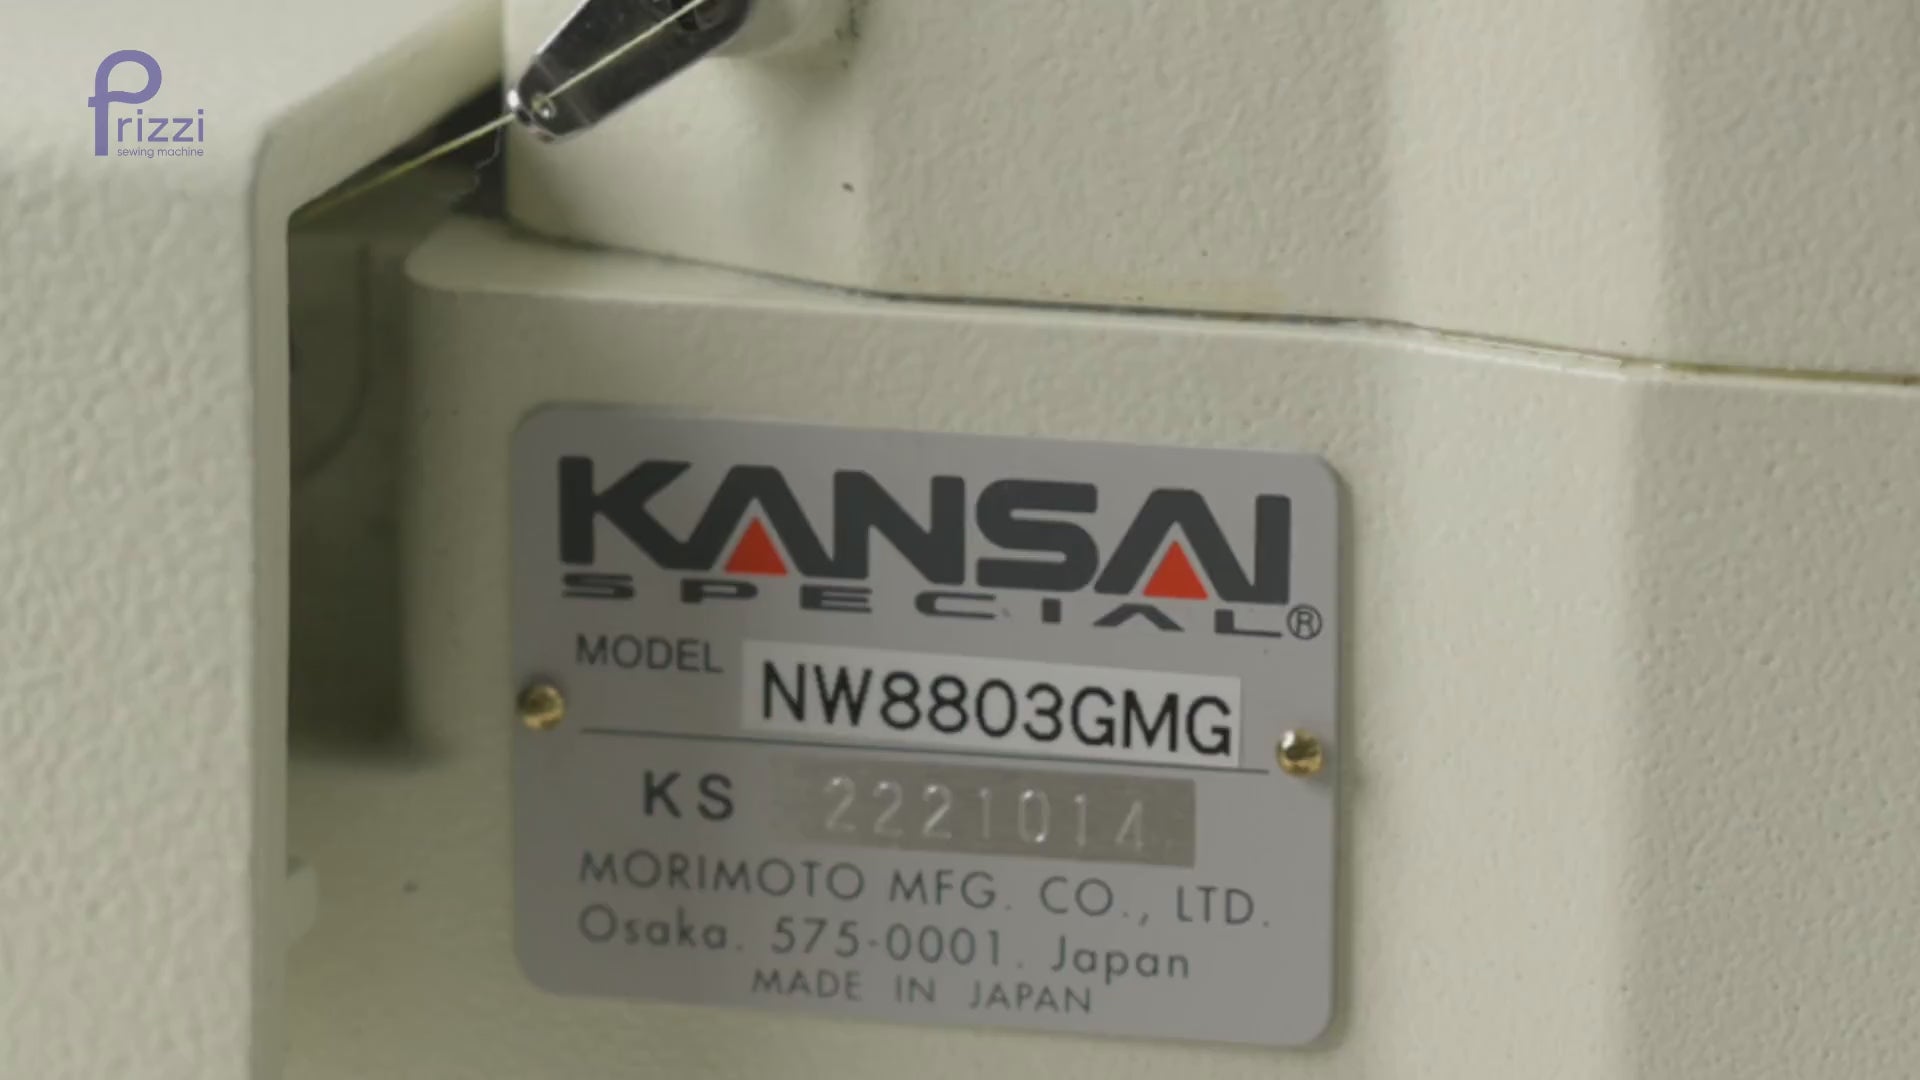 Prizzi
sewing machine
KANSAI
SPECIAL®
MODEL NW8803GMG
KS 2221014
MORIMOTO MFG. CO., LTD.
Osaka. 575-0001. Japan
MADE IN JAPAN